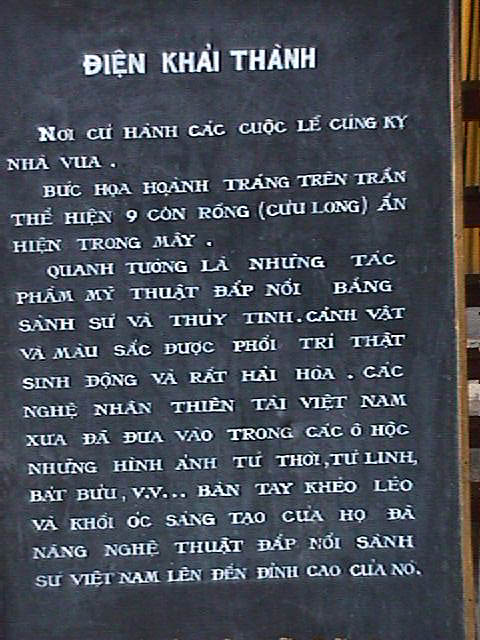 ĐIỆN KHẢI THÀNH
NƠI CỬ HÀNH CÁC CUỘC LỄ CÚNG KỴ
NHÀ VUA.
BỨC HỌA HOÀNH TRÁNG TRÊN TRẦN
THỂ HIỆN 9 CON RỒNG (CỬU LONG) ẨN
HIỆN TRONG MÂY.
QUANH TƯỜNG LÀ NHỮNG TÁC
PHẨM MỸ THUẬT ĐẮP NỔI BẰNG
SÀNH SỨ VÀ THỦY TINH. CẢNH VẬT
VÀ MÀU SẮC ĐƯỢC PHỐI TRÍ THẬT
SINH ĐỘNG VÀ RẤT HÀI HÒA. CÁC
NGHỆ NHÂN THIÊN TÀI VIỆT NAM
XƯA ĐÃ ĐƯA VÀO TRONG CÁC Ô HỘC
NHỮNG HÌNH ẢNH TỨ THỜI, TỨ LINH,
BÁT BỬU, V.V... BÀN TAY KHÉO LÉO
VÀ KHỐI ÓC SÁNG TẠO CỦA HỌ ĐÃ
NÂNG NGHỆ THUẬT ĐẮP NỔI SÀNH
SỨ VIỆT NAM LÊN ĐẾN ĐỈNH CAO CỦA NÓ.